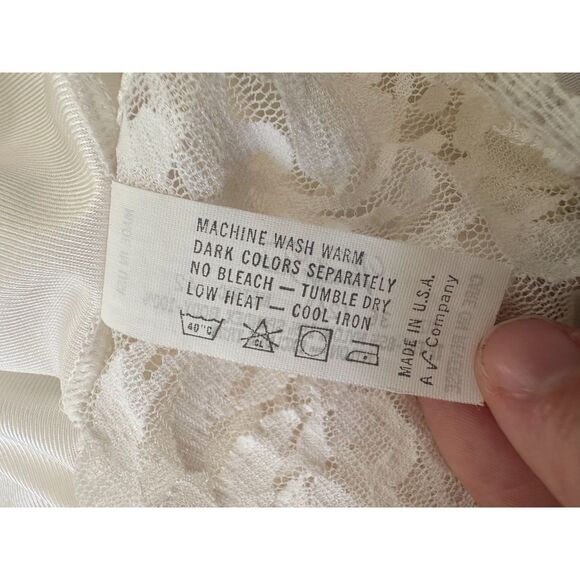 MACHINE WASH WARM
DARK COLORS SEPARATELY
NO BLEACH — TUMBLE DRY
LOW HEAT — COOL IRON
40°C
CL
MADE IN U.S.A.
A Company